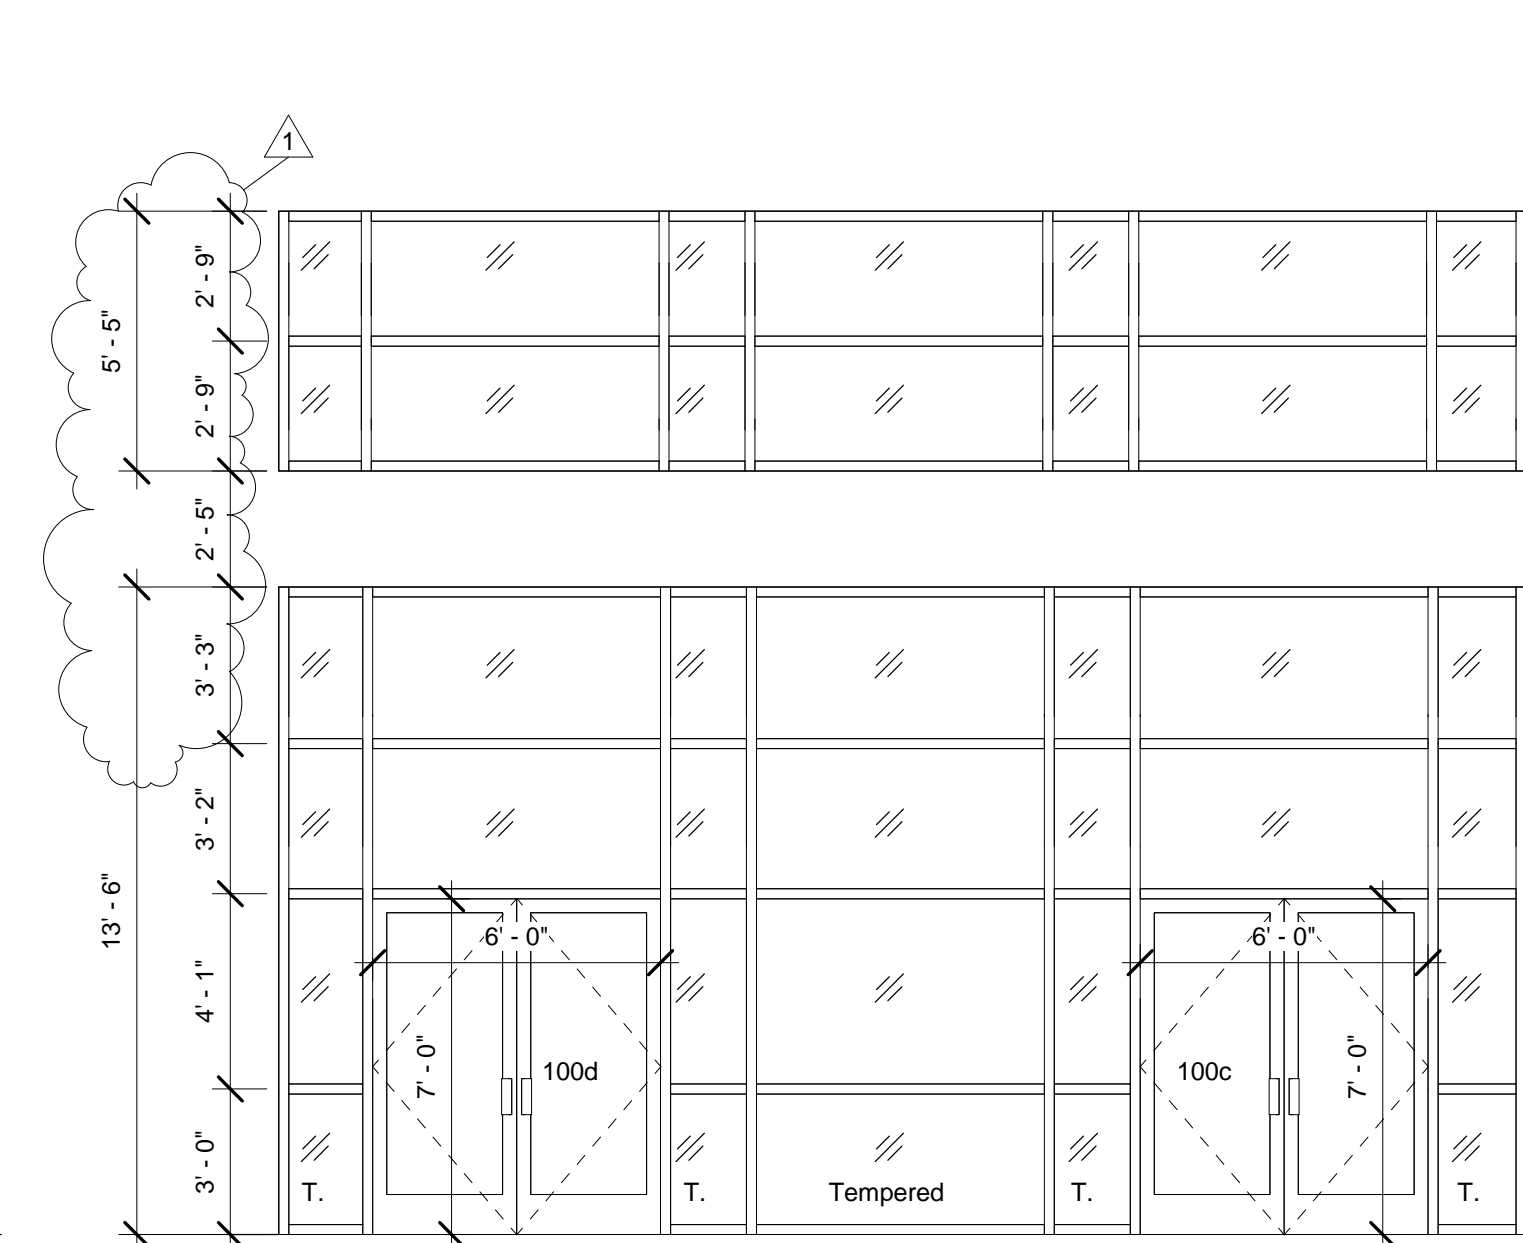 1
2' - 9"
5' - 5"
2' - 9"
2' - 5"
3' - 3"
3' - 2"
13' - 6"
6' - 0"
6' - 0"
4' - 1"
7' - 0"
100d
100c
7' - 0"
3' - 0"
T.
T.
Tempered
T.
T.